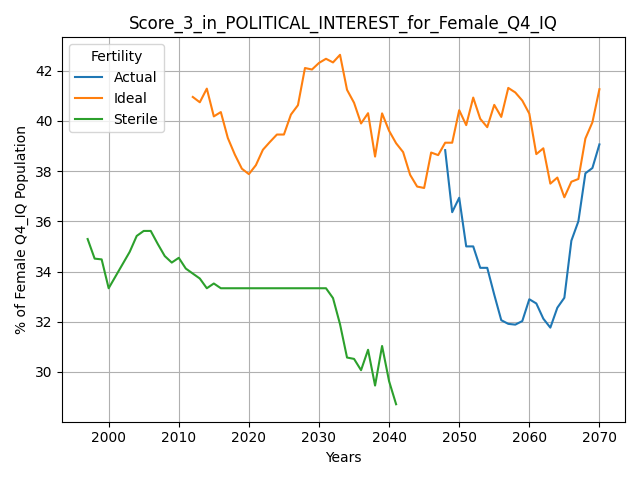 Score_3_in_POLITICAL_INTEREST_for_Female_Q4_IQ
Fertility
Actual
Ideal
Sterile
% of Female Q4_IQ Population
42
40
38
36
34
32
30
2000 2010 2020 2030 2040 2050 2060 2070
Years